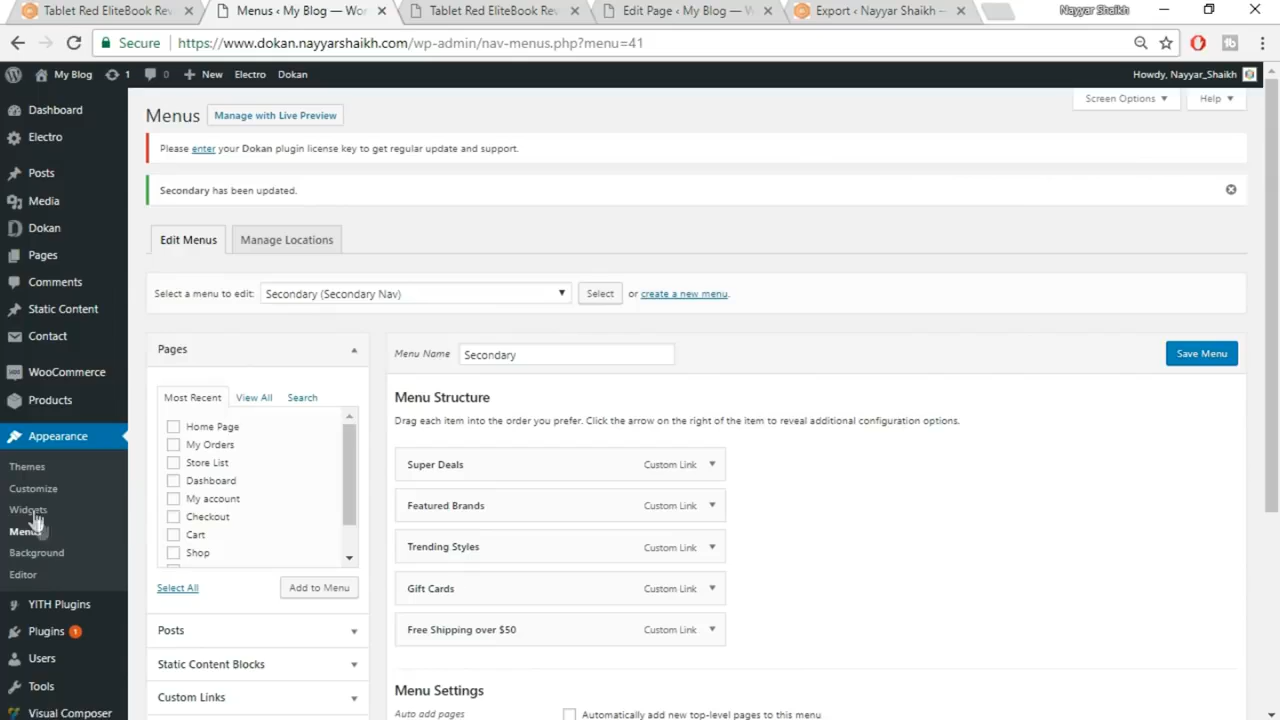 Tablet Red EliteBook Rev
Menus ‹ My Blog — Wor
Tablet Red EliteBook Rev
Edit Page ‹ My Blog — W
Export ‹ Nayyar Shaikh —
Nayyar Shaikh
Secure
https://www.dokan.nayyarshaikh.com/wp-admin/nav-menus.php?menu=41
My Blog 1 0 New Electro Dokan
Howdy, Nayyar_Shaikh
Dashboard
Electro
Posts
Media
Dokan
Pages
Comments
Static Content
Contact
WooCommerce
Products
Appearance
Themes
Customize
Widgets
Menus
Background
Editor
YITH Plugins
Plugins 1
Users
Tools
Visual Composer
Screen Options Help
Menus Manage with Live Preview
Please enter your Dokan plugin license key to get regular update and support.
Secondary has been updated.
Edit Menus Manage Locations
Select a menu to edit: Secondary (Secondary Nav) Select or create a new menu.
Pages
Most Recent View All Search
Home Page
My Orders
Store List
Dashboard
My account
Checkout
Cart
Shop
Select All Add to Menu
Posts
Static Content Blocks
Custom Links
Menu Name Secondary Save Menu
Menu Structure
Drag each item into the order you prefer. Click the arrow on the right of the item to reveal additional configuration options.
Super Deals Custom Link
Featured Brands Custom Link
Trending Styles Custom Link
Gift Cards Custom Link
Free Shipping over $50 Custom Link
Menu Settings
Auto add pages Automatically add new top-level pages to this menu